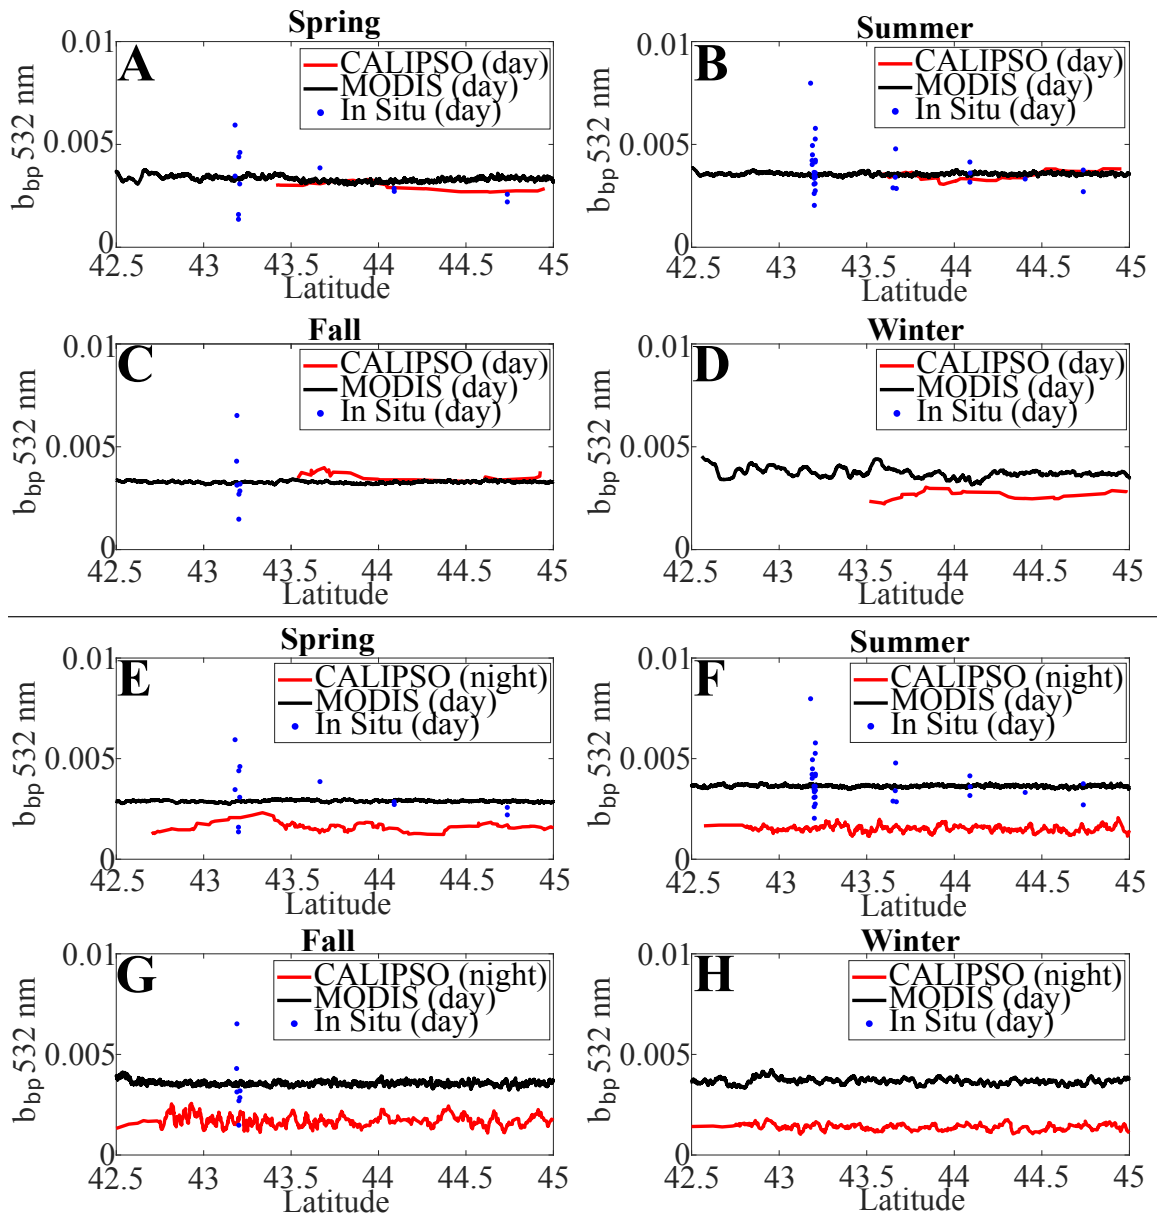 Spring
A
0.01
0.005
0
b_bp 532 nm
CALIPSO (day)
MODIS (day)
In Situ (day)
42.5 43 43.5 44 44.5 45
Latitude
Summer
B
0.01
0.005
0
b_bp 532 nm
CALIPSO (day)
MODIS (day)
In Situ (day)
42.5 43 43.5 44 44.5 45
Latitude
Fall
C
0.01
0.005
0
b_bp 532 nm
CALIPSO (day)
MODIS (day)
In Situ (day)
42.5 43 43.5 44 44.5 45
Latitude
Winter
D
0.01
0.005
0
b_bp 532 nm
CALIPSO (day)
MODIS (day)
In Situ (day)
42.5 43 43.5 44 44.5 45
Latitude
Spring
E
0.01
0.005
0
b_bp 532 nm
CALIPSO (night)
MODIS (day)
In Situ (day)
42.5 43 43.5 44 44.5 45
Latitude
Summer
F
0.01
0.005
0
b_bp 532 nm
CALIPSO (night)
MODIS (day)
In Situ (day)
42.5 43 43.5 44 44.5 45
Latitude
Fall
G
0.01
0.005
0
b_bp 532 nm
CALIPSO (night)
MODIS (day)
In Situ (day)
42.5 43 43.5 44 44.5 45
Latitude
Winter
H
0.01
0.005
0
b_bp 532 nm
CALIPSO (night)
MODIS (day)
In Situ (day)
42.5 43 43.5 44 44.5 45
Latitude